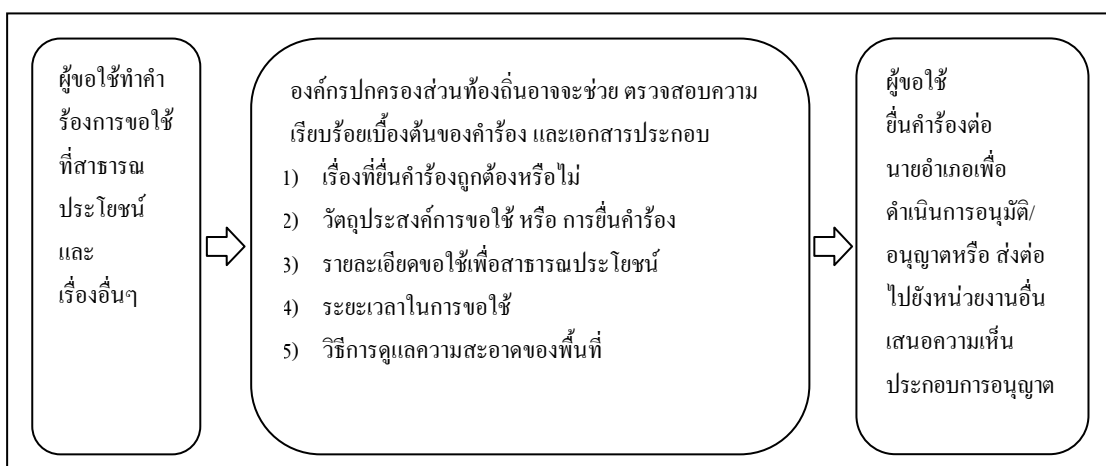 ผู้ขอใช้ทำคำ
ร้องการขอใช้
ที่สาธารณ
ประโยชน์
และ
เรื่องอื่นๆ
องค์กรปกครองส่วนท้องถิ่นอาจจะช่วย ตรวจสอบความ
เรียบร้อยเบื้องต้นของคำร้อง และเอกสารประกอบ
1) เรื่องที่ยื่นคำร้องถูกต้องหรือไม่
2) วัตถุประสงค์การขอใช้ หรือ การยื่นคำร้อง
3) รายละเอียดขอใช้เพื่อสาธารณประโยชน์
4) ระยะเวลาในการขอใช้
5) วิธีการดูแลความสะอาดของพื้นที่
ผู้ขอใช้
ยื่นคำร้องต่อ
นายอำเภอเพื่อ
ดำเนินการอนุมัติ/
อนุญาตหรือ ส่งต่อ
ไปยังหน่วยงานอื่น
เสนอความเห็น
ประกอบการอนุญาต